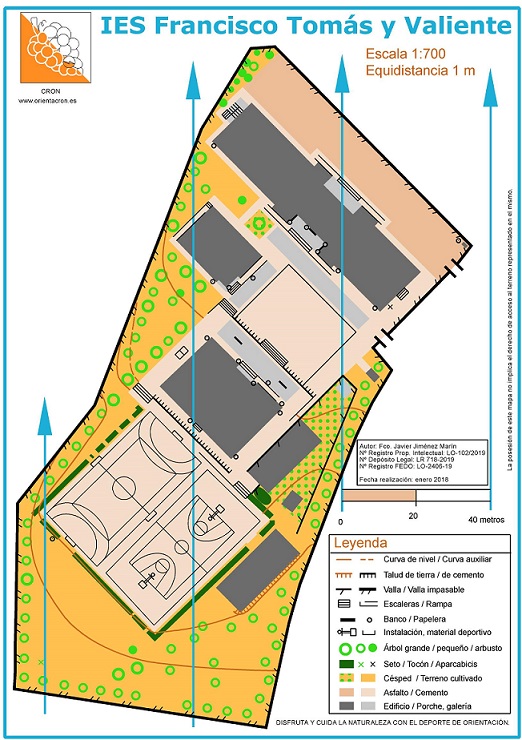 IES Francisco Tomás y Valiente
Escala 1:700
Equidistancia 1 m
CRON
www.orientacron.es
La posesión de este mapa no implica el derecho de acceso al terreno representado en el mismo.
Autor: Fco. Javier Jiménez Marín
Nº Registro Prop. Intelectual: LO-102/2019
Nº Depósito Legal: LR 718-2019
Nº Registro FEDO: LO-2406-19
Fecha realización: enero 2018
0 20 40 metros
Leyenda
Curva de nivel / Curva auxiliar
Talud de tierra / de cemento
Valla / Valla impasable
Escaleras / Rampa
Banco / Papelera
Instalación, material deportivo
Árbol grande / pequeño / arbusto
Seto / Tocón / Aparcabicis
Césped / Terreno cultivado
Asfalto / Cemento
Edificio / Porche, galería
DISFRUTA Y CUIDA LA NATURALEZA CON EL DEPORTE DE ORIENTACIÓN.